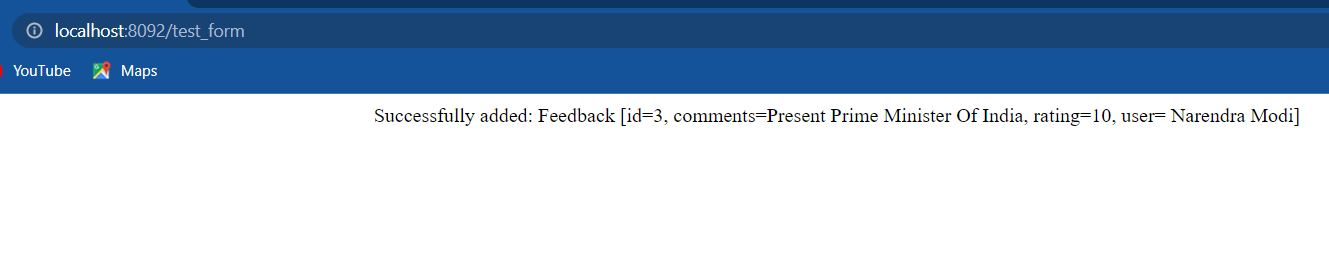 localhost:8092/test_form
YouTube Maps
Successfully added: Feedback [id=3, comments=Present Prime Minister Of India, rating=10, user= Narendra Modi]